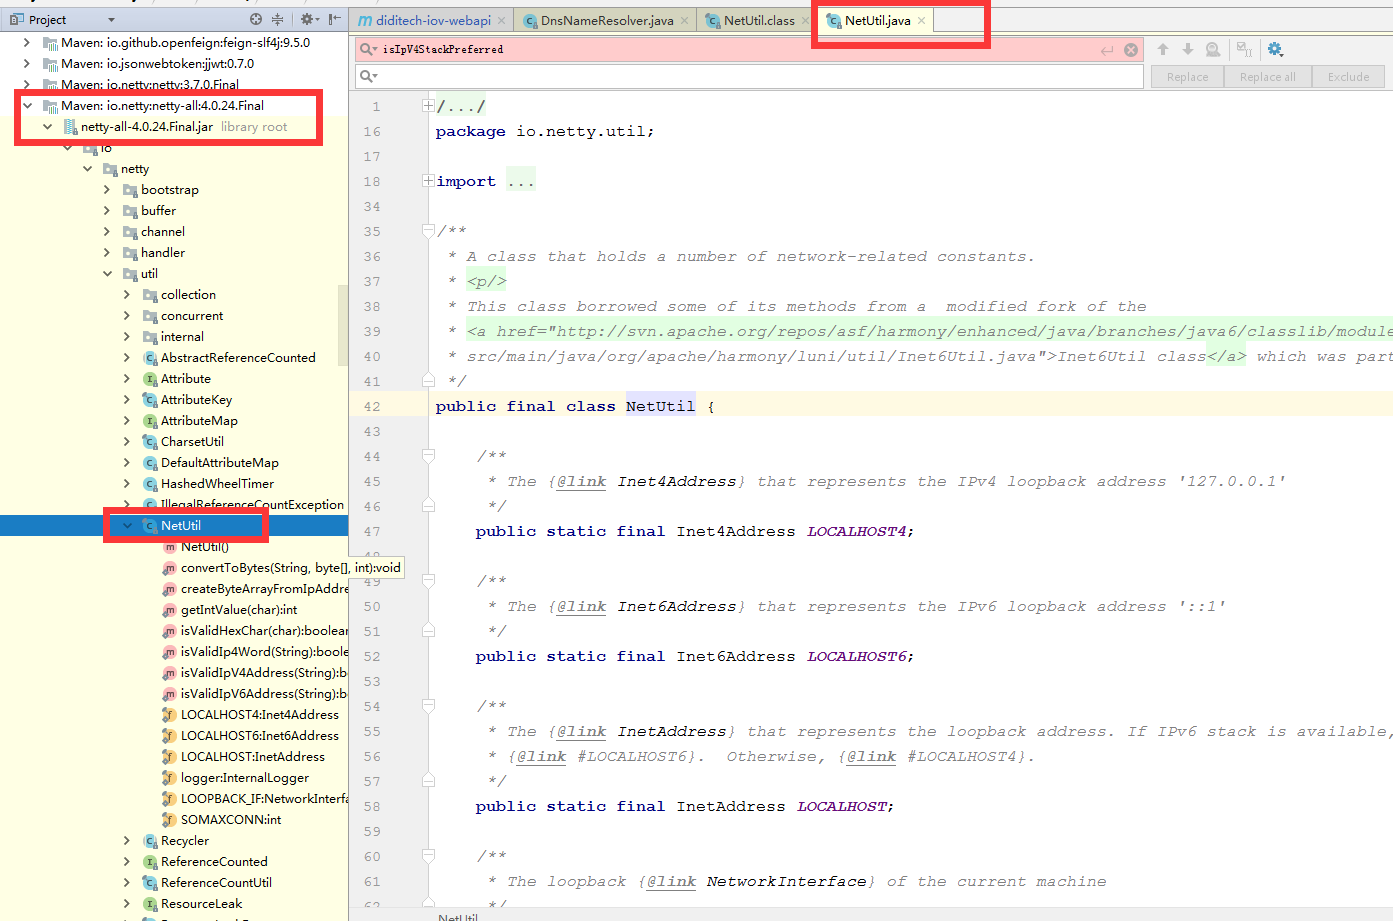 Project
Maven: io.github.openfeign:feign-slf4j:9.5.0
Maven: io.jsonwebtoken:jjwt:0.7.0
Maven: io.netty:netty:3.7.0.Final
Maven: io.netty:netty-all:4.0.24.Final
netty-all-4.0.24.Final.jar library root
io
netty
bootstrap
buffer
channel
handler
util
collection
concurrent
internal
AbstractReferenceCounted
Attribute
AttributeKey
AttributeMap
CharsetUtil
DefaultAttributeMap
HashedWheelTimer
IllegalReferenceCountException
NetUtil
NetUtil()
convertToBytes(String, byte[], int):void
createByteArrayFromIpAddre
getIntValue(char):int
isValidHexChar(char):boolean
isValidIp4Word(String):boole
isValidIpV4Address(String):b
isValidIpV6Address(String):b
LOCALHOST4:Inet4Address
LOCALHOST6:Inet6Address
LOCALHOST:InetAddress
logger:InternalLogger
LOOPBACK_IF:NetworkInterfa
SOMAXCONN:int
Recycler
ReferenceCounted
ReferenceCountUtil
ResourceLeak
diditech-iov-webapi
DnsNameResolver.java
NetUtil.class
NetUtil.java
isIpV4StackPreferred
Replace
Replace all
Exclude
1 /.../
16 package io.netty.util;
17
18 import ...
34
35 /**
36 * A class that holds a number of network-related constants.
37 * <p/>
38 * This class borrowed some of its methods from a  modified fork of the
39 * <a href="http://svn.apache.org/repos/asf/harmony/enhanced/java/branches/java6/classlib/module
40 * src/main/java/org/apache/harmony/luni/util/Inet6Util.java">Inet6Util class</a> which was part
41 */
42 public final class NetUtil {
43
44 /**
45 * The {@link Inet4Address} that represents the IPv4 loopback address '127.0.0.1'
46 */
47 public static final Inet4Address LOCALHOST4;
48
49 /**
50 * The {@link Inet6Address} that represents the IPv6 loopback address '::1'
51 */
52 public static final Inet6Address LOCALHOST6;
53
54 /**
55 * The {@link InetAddress} that represents the loopback address. If IPv6 stack is available,
56 * {@link #LOCALHOST6}.  Otherwise, {@link #LOCALHOST4}.
57 */
58 public static final InetAddress LOCALHOST;
59
60 /**
61 * The loopback {@link NetworkInterface} of the current machine
62 */
NetUtil